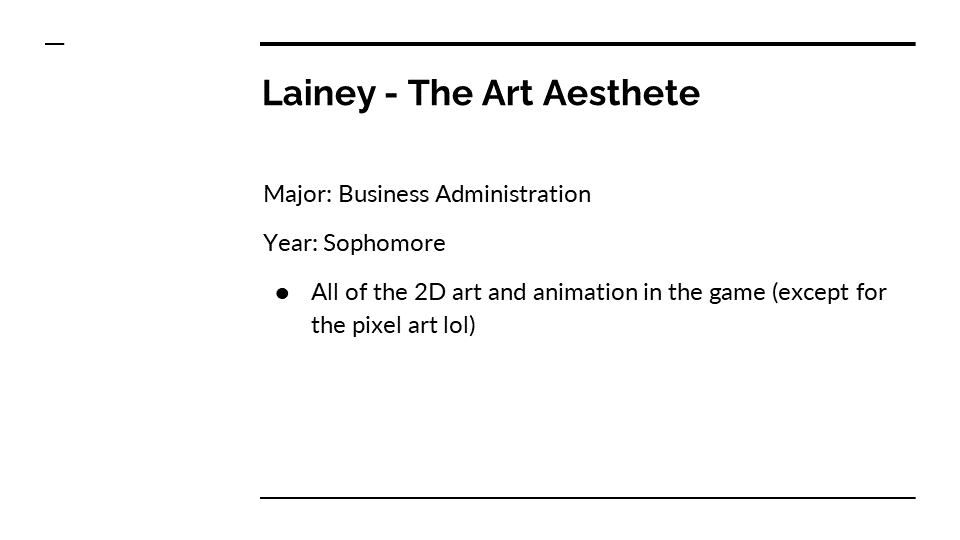 Lainey - The Art Aesthete
Major: Business Administration
Year: Sophomore
● All of the 2D art and animation in the game (except for
the pixel art lol)